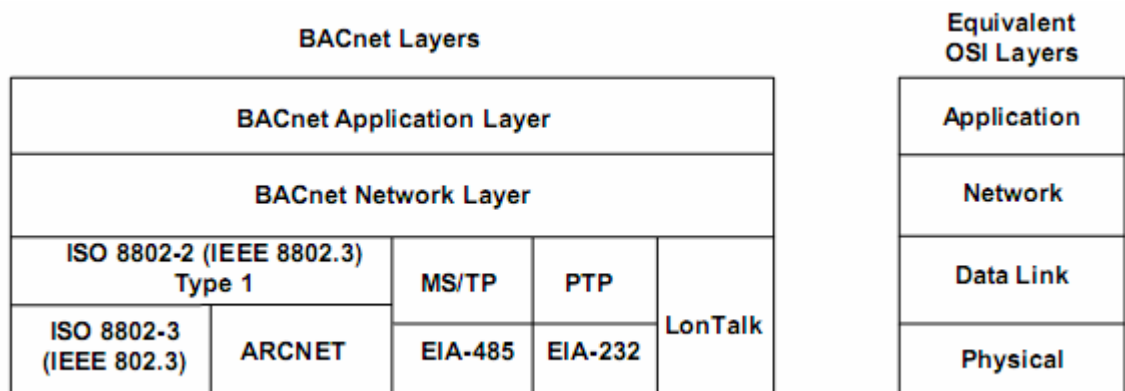 BACnet Layers
Equivalent
OSI Layers
BACnet Application Layer
Application
BACnet Network Layer
Network
ISO 8802-2 (IEEE 8802.3)
Type 1
MS/TP
PTP
LonTalk
Data Link
ISO 8802-3
(IEEE 802.3)
ARCNET
EIA-485
EIA-232
Physical